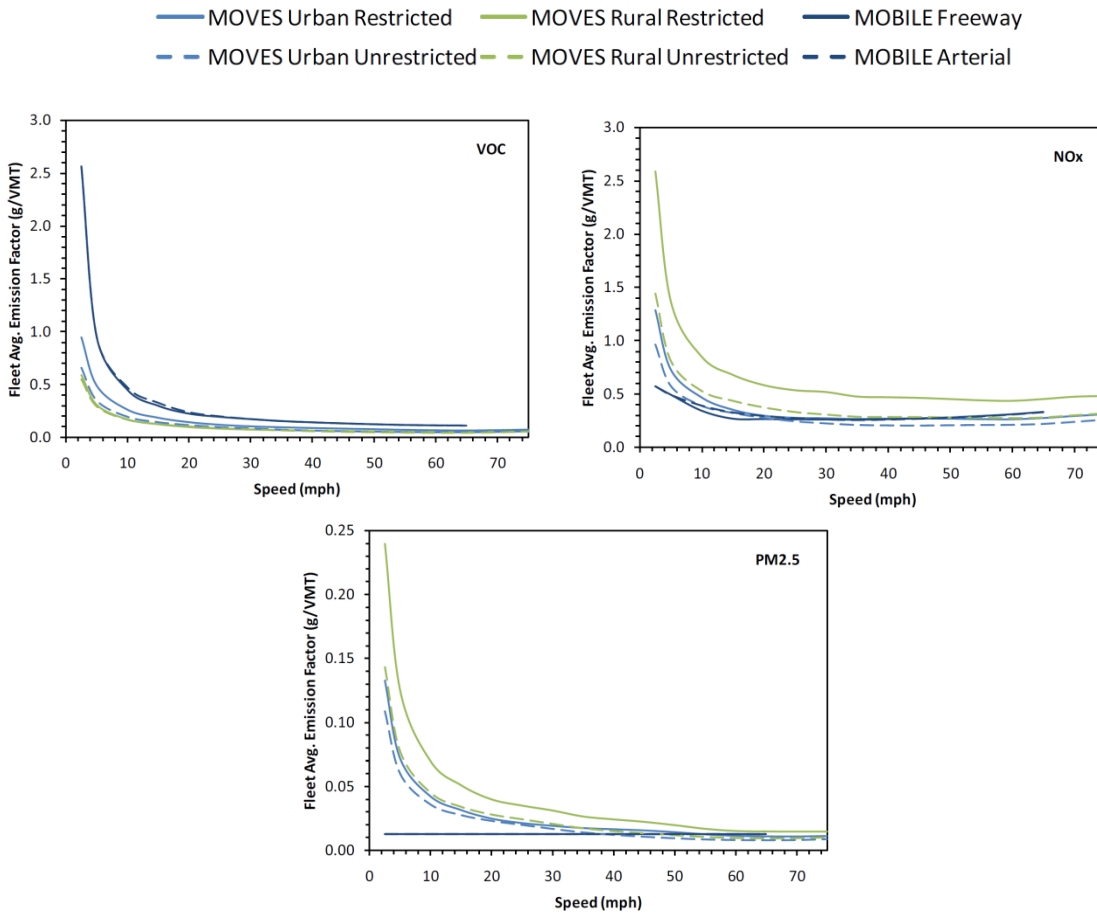 MOVES Urban Restricted MOVES Rural Restricted MOBILE Freeway
MOVES Urban Unrestricted MOVES Rural Unrestricted MOBILE Arterial
VOC
Fleet Avg. Emission Factor (g/VMT)
3.0
2.5
2.0
1.5
1.0
0.5
0.0
0 10 20 30 40 50 60 70
Speed (mph)
NOx
Fleet Avg. Emission Factor (g/VMT)
3.0
2.5
2.0
1.5
1.0
0.5
0.0
0 10 20 30 40 50 60 70
Speed (mph)
PM2.5
Fleet Avg. Emission Factor (g/VMT)
0.25
0.20
0.15
0.10
0.05
0.00
0 10 20 30 40 50 60 70
Speed (mph)